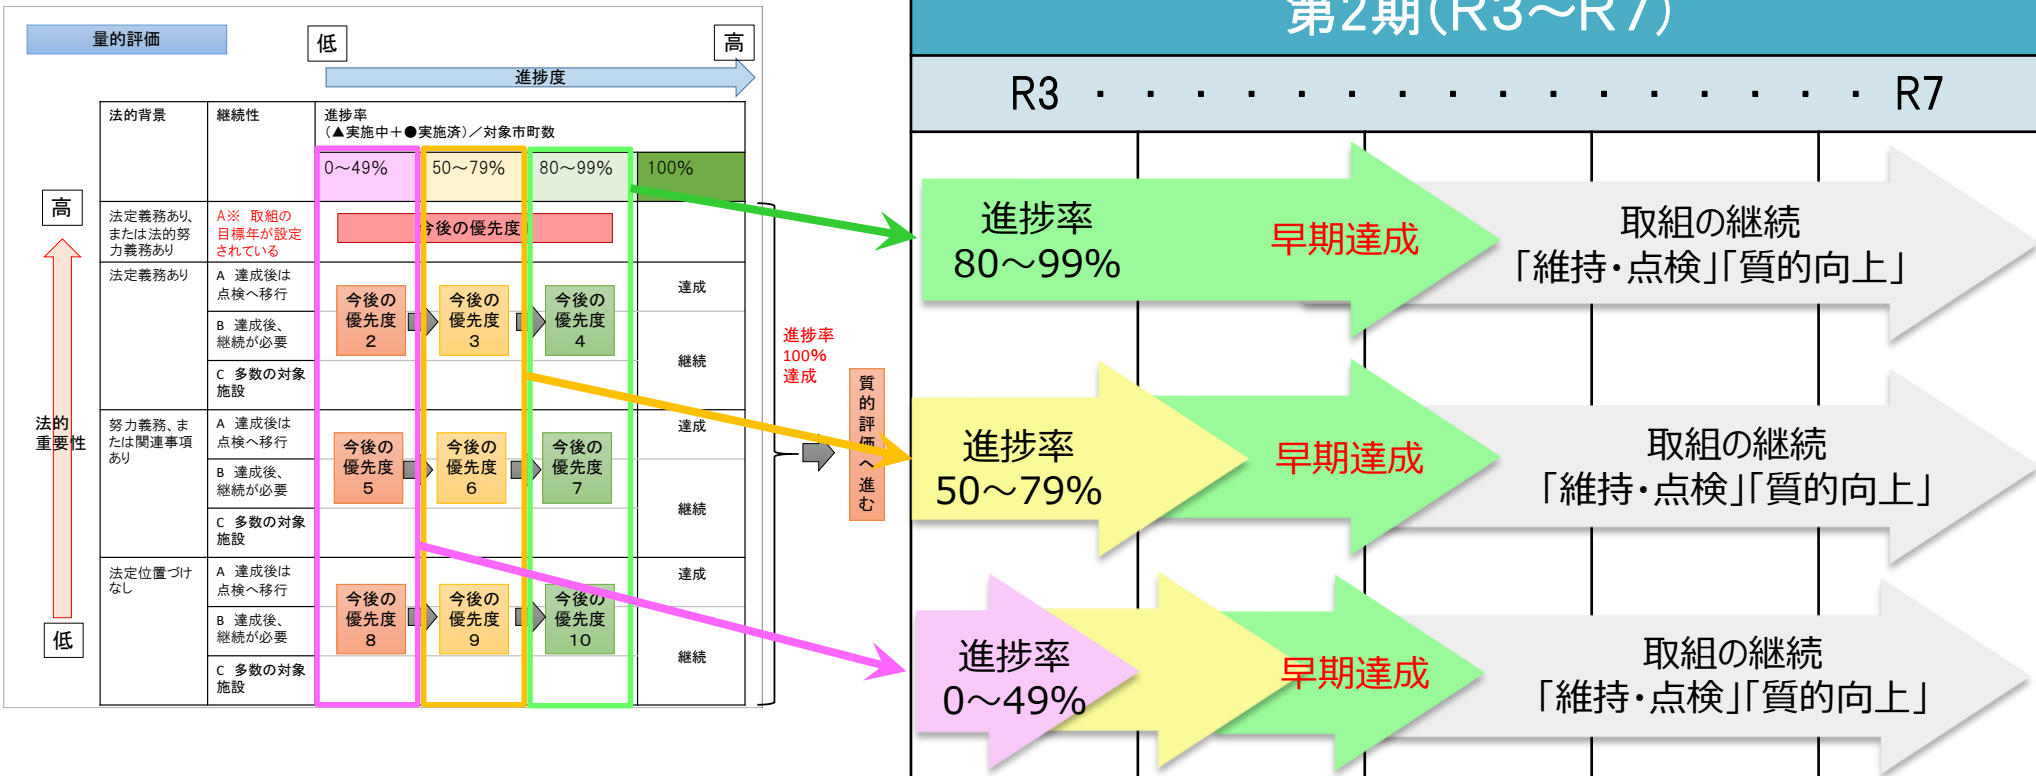 量的評価
低
高
進捗度
法的背景
継続性
進捗率
（▲実施中＋●実施済）／対象市町数
0～49%
50～79%
80～99%
100%
高
法的
重要性
低
法定義務あり、
または法的努
力義務あり
A※ 取組の
目標年が設定
されている
今後の優先度
法定義務あり
A 達成後は
点検へ移行
B 達成後、
継続が必要
C 多数の対象
施設
今後の
優先度
2
今後の
優先度
3
今後の
優先度
4
達成
継続
努力義務、ま
たは関連事項
あり
A 達成後は
点検へ移行
B 達成後、
継続が必要
C 多数の対象
施設
今後の
優先度
5
今後の
優先度
6
今後の
優先度
7
達成
継続
法定位置づけ
なし
A 達成後は
点検へ移行
B 達成後、
継続が必要
C 多数の対象
施設
今後の
優先度
8
今後の
優先度
9
今後の
優先度
10
達成
継続
進捗率
100%
達成
質的評価へ進む
第2期（R3～R7）
R3 ・・・・・・・・・・・・・・・・ R7
進捗率
80～99%
早期達成
取組の継続
「維持・点検」「質的向上」
進捗率
50～79%
早期達成
取組の継続
「維持・点検」「質的向上」
進捗率
0～49%
早期達成
取組の継続
「維持・点検」「質的向上」